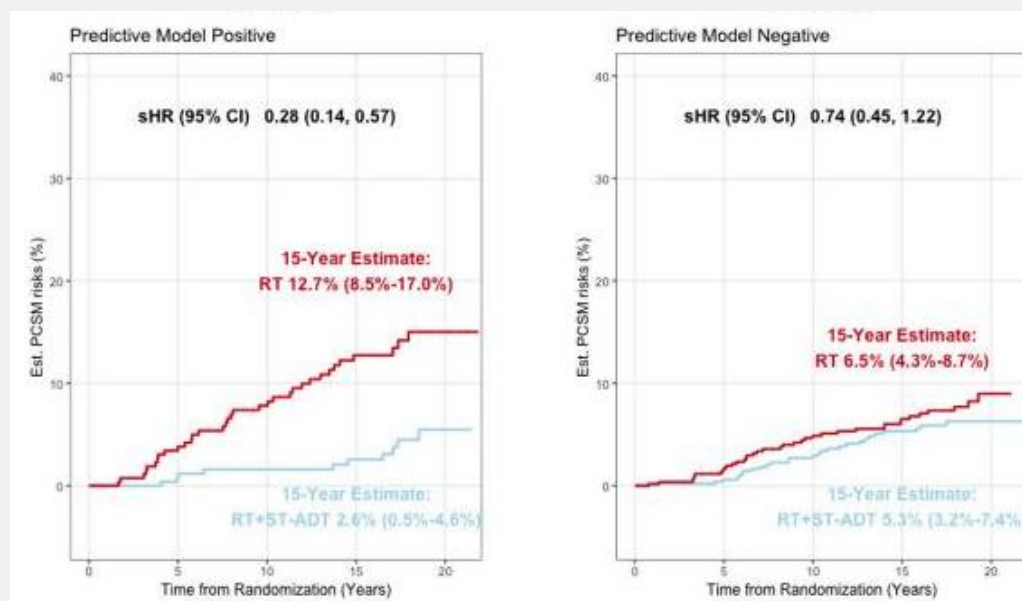 Predictive Model Positive
Est. PCSM risks (%)
40
30
20
10
0
sHR (95% CI) 0.28 (0.14, 0.57)
15-Year Estimate:
RT 12.7% (8.5%-17.0%)
15-Year Estimate:
RT+ST-ADT 2.6% (0.5%-4.6%)
0 5 10 15 20
Time from Randomization (Years)
Predictive Model Negative
Est. PCSM risks (%)
40
30
20
10
0
sHR (95% CI) 0.74 (0.45, 1.22)
15-Year Estimate:
RT 6.5% (4.3%-8.7%)
15-Year Estimate:
RT+ST-ADT 5.3% (3.2%-7.4%
0 5 10 15 20
Time from Randomization (Years)